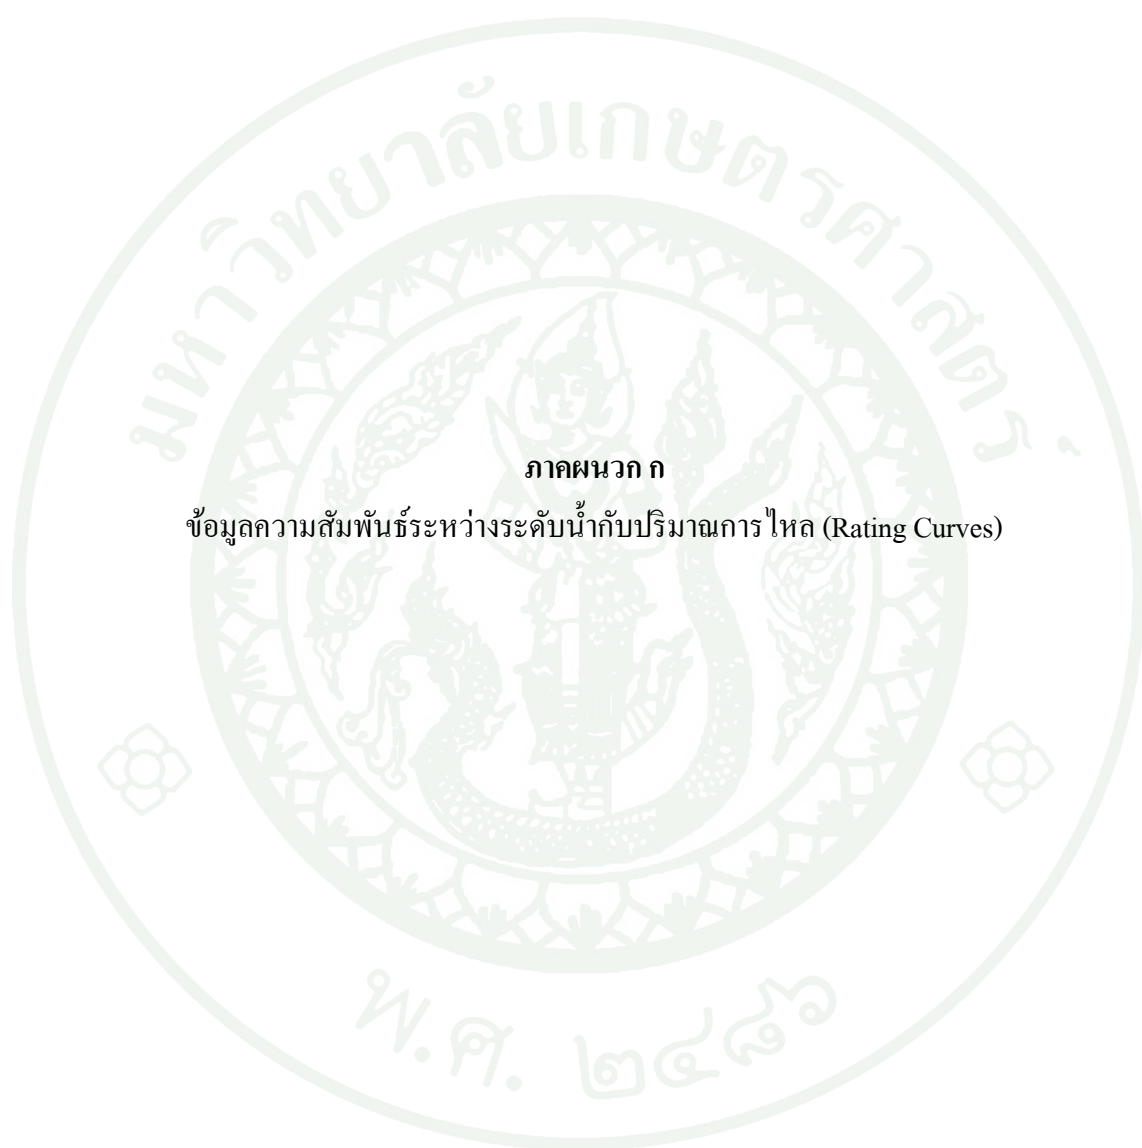 มหาวิทยาลัยเกษตรศาสตร์
ภาคผนวก ก
ข้อมูลความสัมพันธ์ระหว่างระดับน้ำกับปริมาณการไหล (Rating Curves)
พ.ศ. ๒๔๘๖